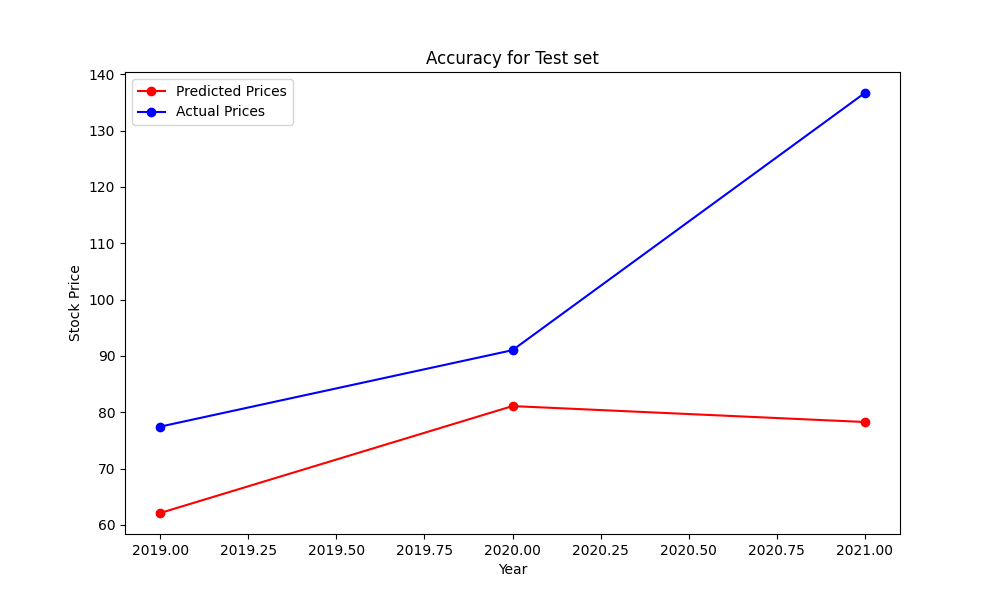 Accuracy for Test set
Predicted Prices
Actual Prices
140
130
120
110
100
90
80
70
60
Stock Price
2019.00 2019.25 2019.50 2019.75 2020.00 2020.25 2020.50 2020.75 2021.00
Year